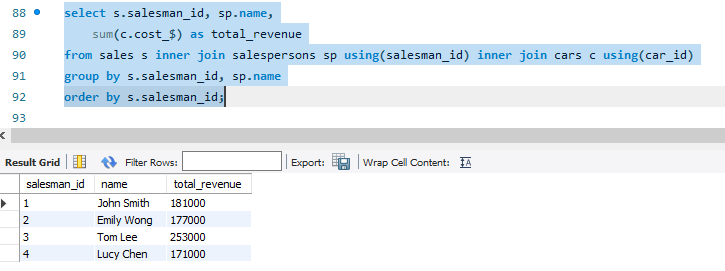 88 select s.salesman_id, sp.name,
89 sum(c.cost_$) as total_revenue
90 from sales s inner join salespersons sp using(salesman_id) inner join cars c using(car_id)
91 group by s.salesman_id, sp.name
92 order by s.salesman_id;
93
Result Grid Filter Rows: Export: Wrap Cell Content: IA
salesman_id name total_revenue
1 John Smith 181000
2 Emily Wong 177000
3 Tom Lee 253000
4 Lucy Chen 171000